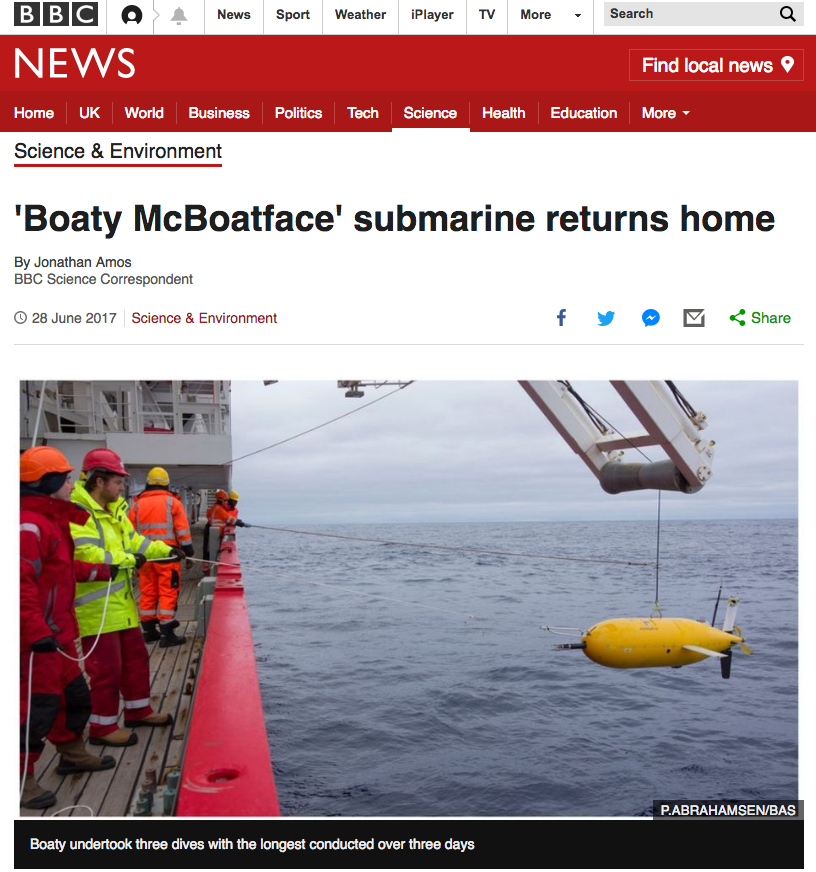 BBC News Sport Weather iPlayer TV More Search
NEWS Find local news
Home UK World Business Politics Tech Science Health Education More
Science & Environment
'Boaty McBoatface' submarine returns home
By Jonathan Amos
BBC Science Correspondent
28 June 2017 Science & Environment Share
P.ABRAHAMSEN/BAS
Boaty undertook three dives with the longest conducted over three days